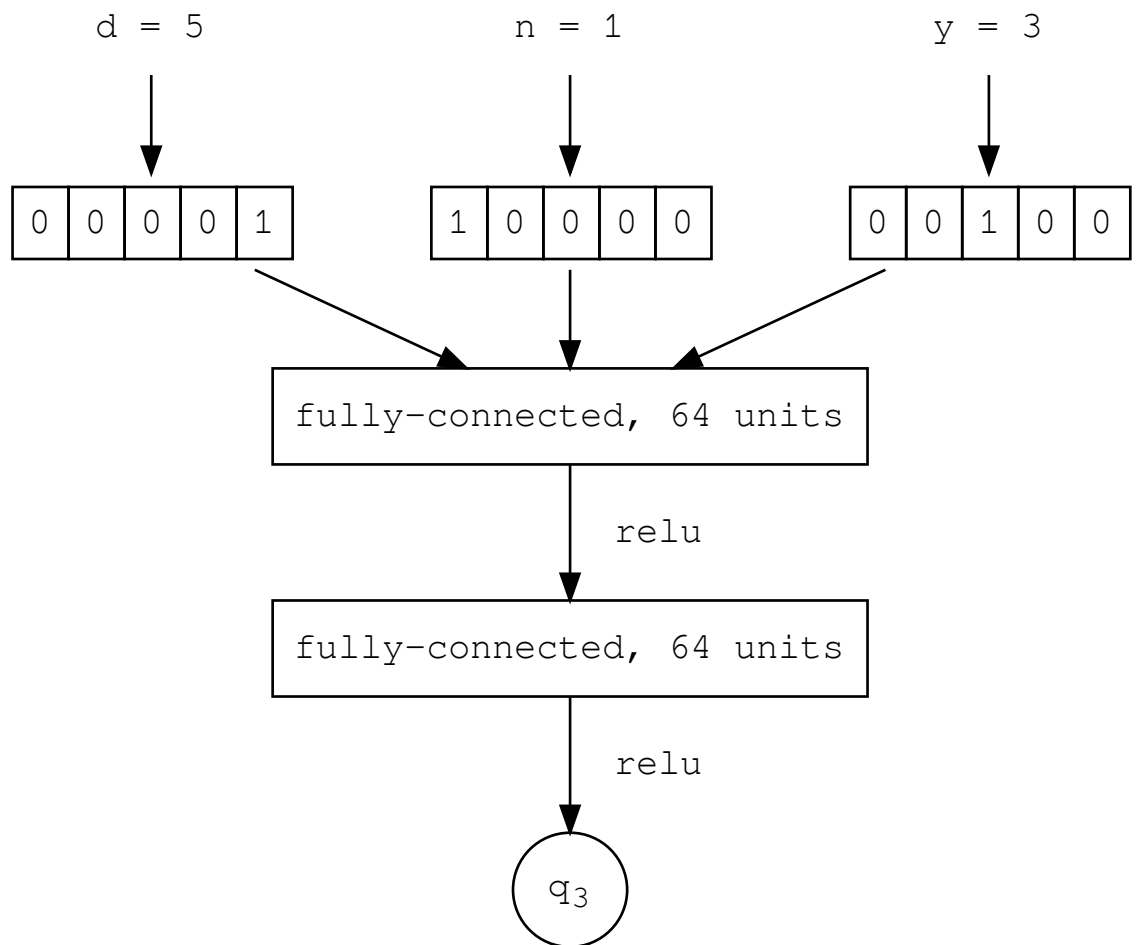 d = 5 n = 1 y = 3
0 0 0 0 1 1 0 0 0 0 0 0 1 0 0
fully-connected, 64 units
relu
fully-connected, 64 units
relu
q₃